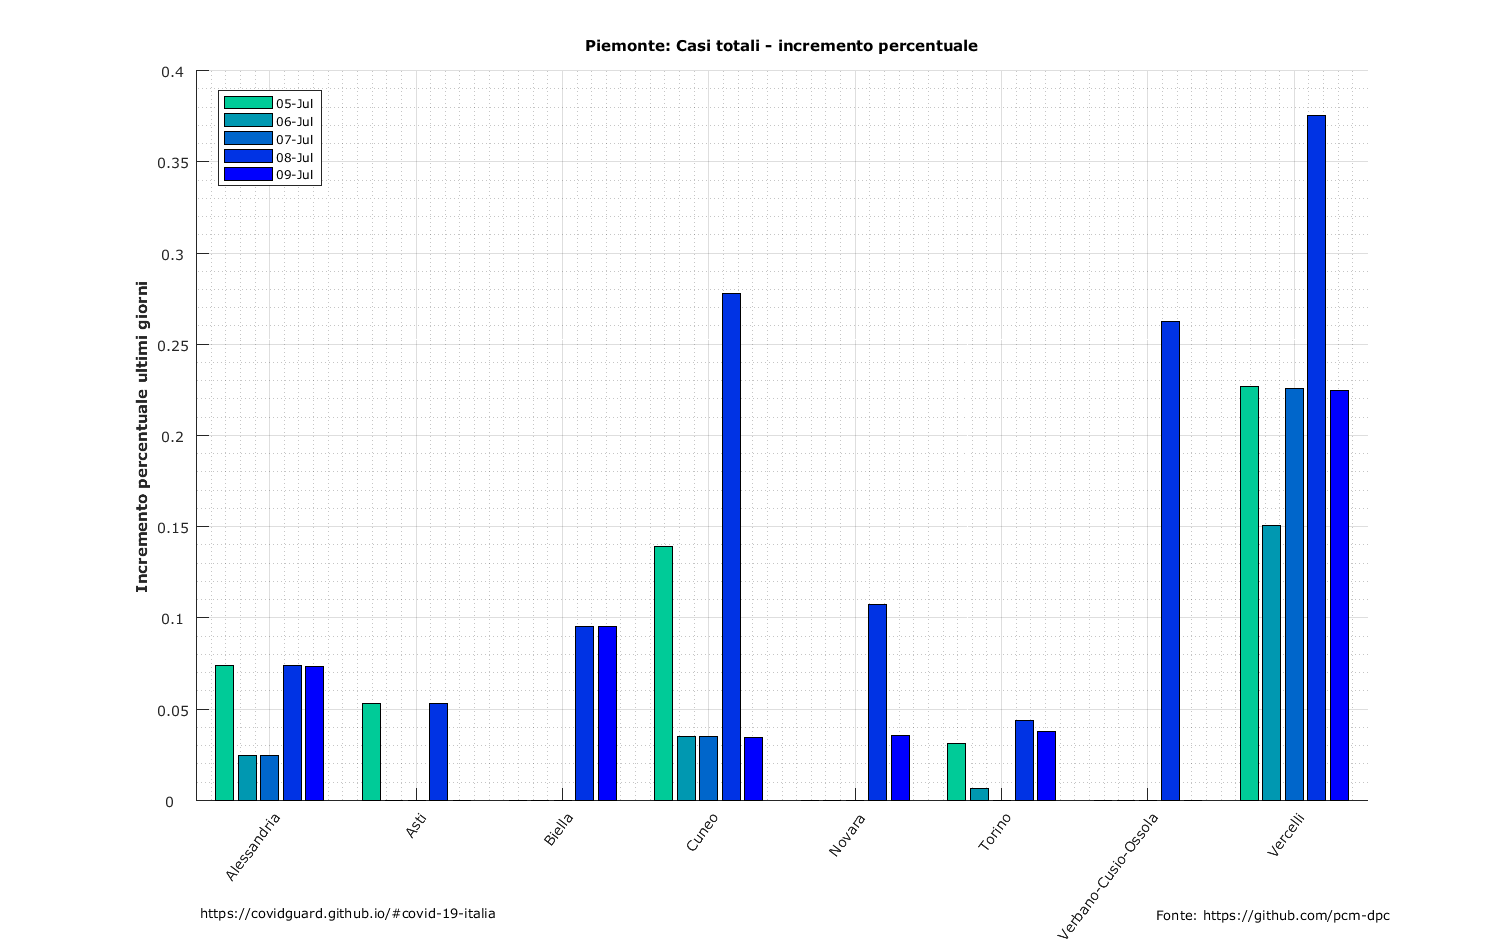 Piemonte: Casi totali - incremento percentuale
0.4
0.35
0.3
0.25
0.2
0.15
0.1
0.05
0
Incremento percentuale ultimi giorni
05-Jul
06-Jul
07-Jul
08-Jul
09-Jul
Alessandria
Asti
Biella
Cuneo
Novara
Torino
Verbano-Cusio-Ossola
Vercelli
https://covidguard.github.io/#covid-19-italia
Fonte: https://github.com/pcm-dpc